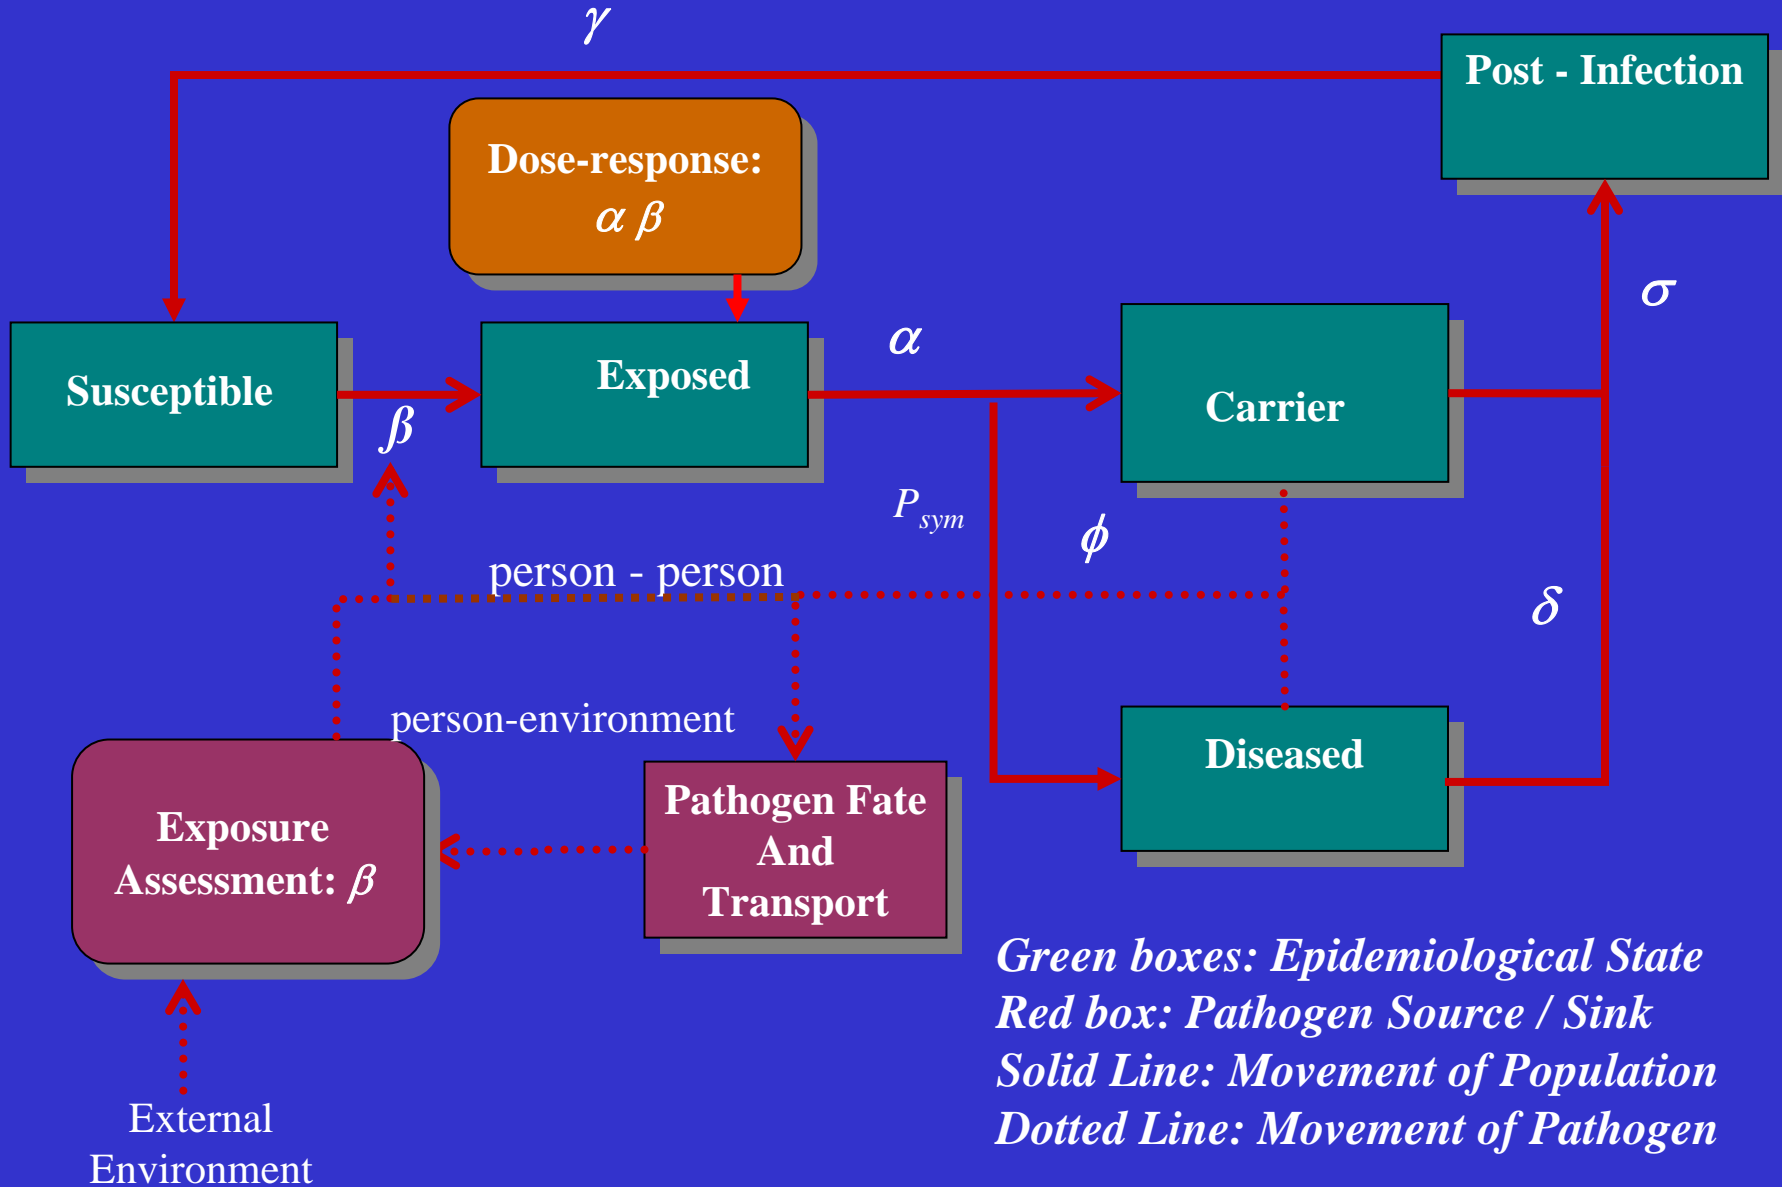 γ
Post - Infection
Dose-response:
α β
σ
α
Susceptible
Exposed
Carrier
β
P_sym
ϕ
person - person
δ
person-environment
Diseased
Pathogen Fate
And
Transport
Exposure
Assessment: β
Green boxes: Epidemiological State
Red box: Pathogen Source / Sink
Solid Line: Movement of Population
Dotted Line: Movement of Pathogen
External
Environment